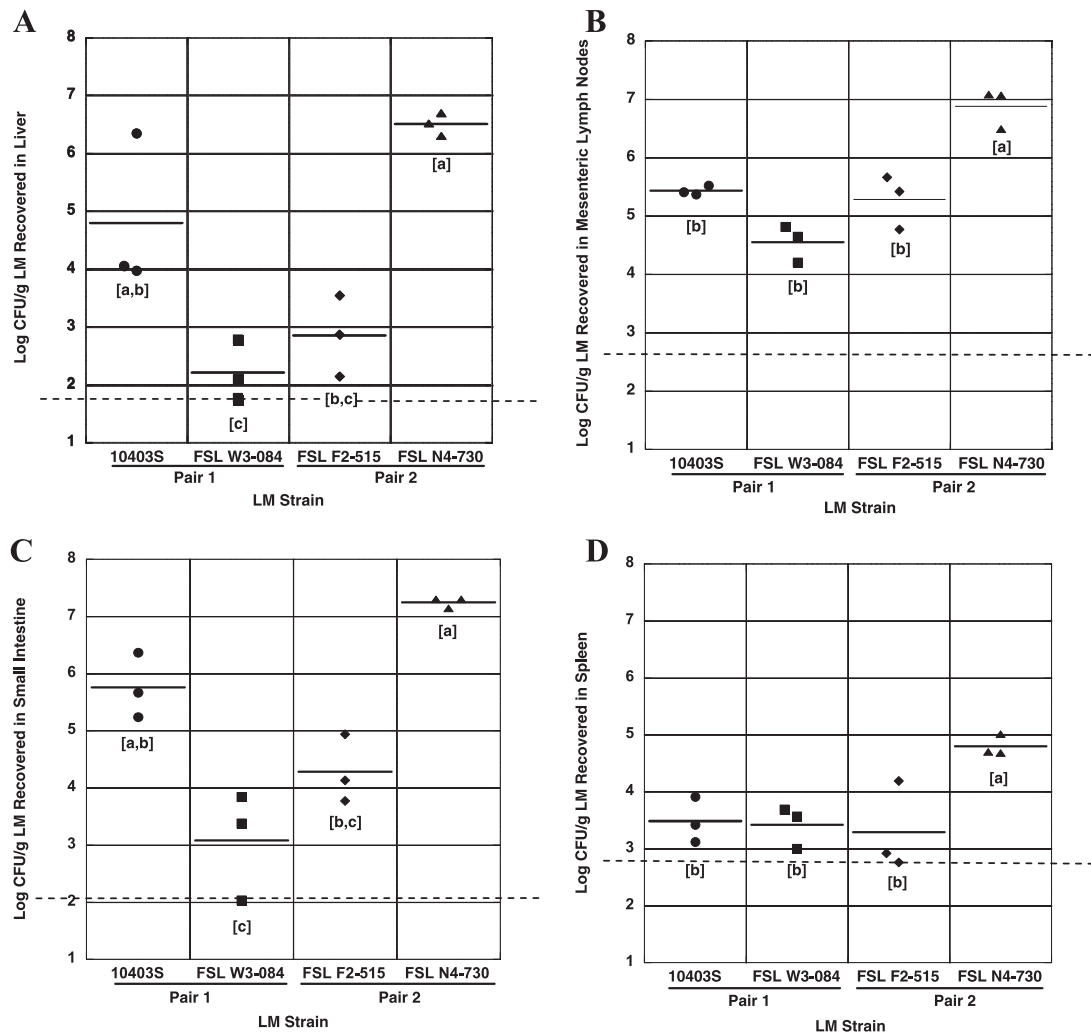 A
Log CFU/g LM Recovered in Liver
8
7
6
5
4
3
2
1
[a,b]
[c]
[b,c]
[a]
10403S FSL W3-084 FSL F2-515 FSL N4-730
Pair 1 Pair 2
LM Strain
B
Log CFU/g LM Recovered in Mesenteric Lymph Nodes
8
7
6
5
4
3
2
1
[b]
[b]
[b]
[a]
10403S FSL W3-084 FSL F2-515 FSL N4-730
Pair 1 Pair 2
LM Strain
C
Log CFU/g LM Recovered in Small Intestine
8
7
6
5
4
3
2
1
[a,b]
[c]
[b,c]
[a]
10403S FSL W3-084 FSL F2-515 FSL N4-730
Pair 1 Pair 2
LM Strain
D
Log CFU/g LM Recovered in Spleen
8
7
6
5
4
3
2
1
[b]
[b]
[b]
[a]
10403S FSL W3-084 FSL F2-515 FSL N4-730
Pair 1 Pair 2
LM Strain